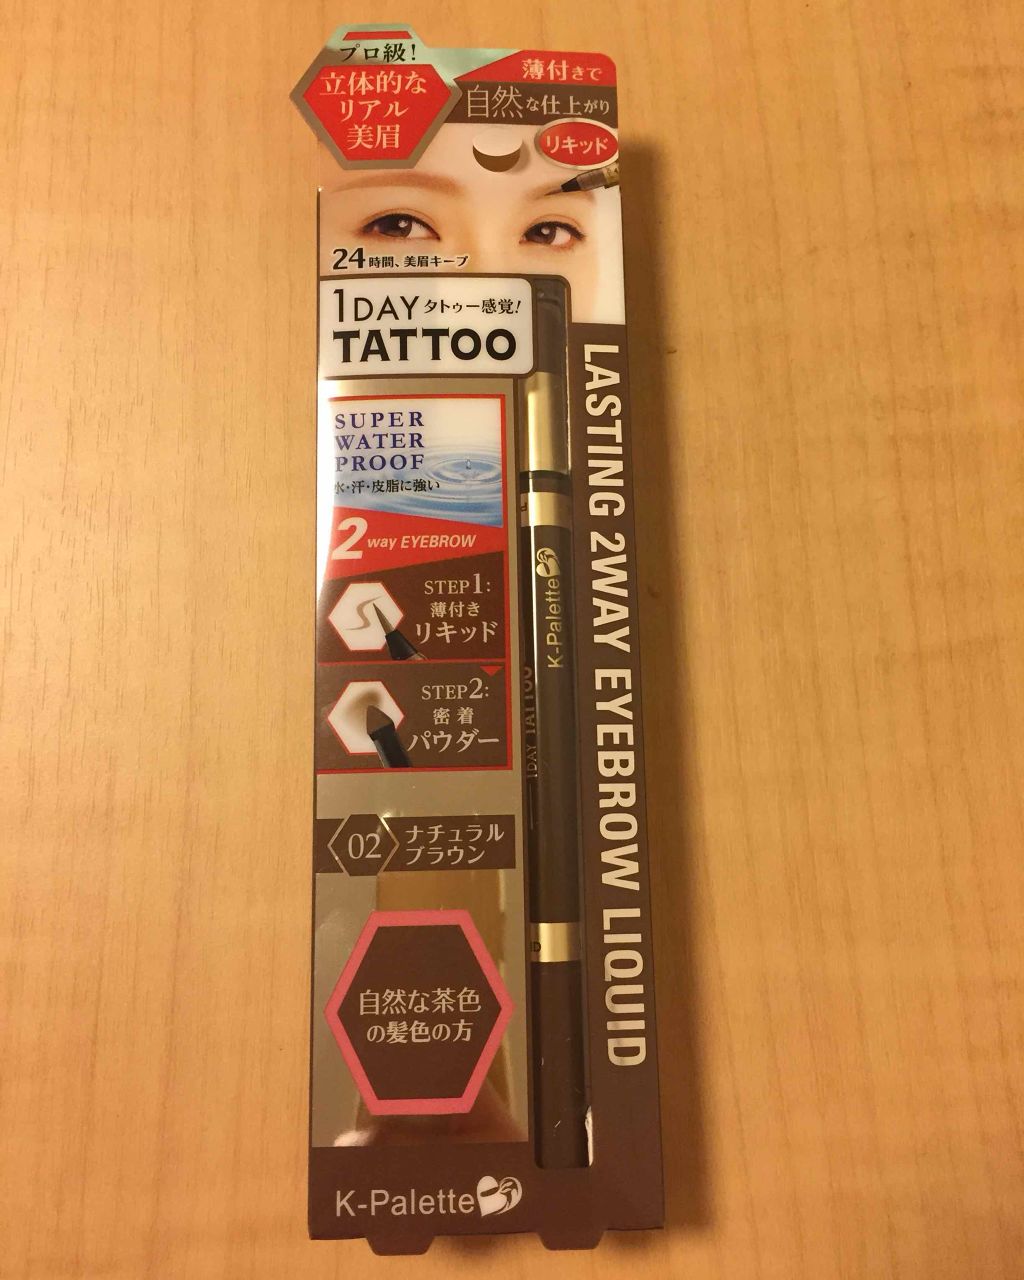 プロ級!
立体的な
リアル
美眉
薄付きで
自然な仕上がり
リキッド
24時間、美眉キープ
1DAY タトゥー感覚!
TATTOO
SUPER
WATER
PROOF
水・汗・皮脂に強い
2way EYEBROW
STEP1:
薄付き
リキッド
STEP2:
密着
パウダー
02 ナチュラル
ブラウン
自然な茶色
の髪色の方
K-Palette
K-Palette
1DAY TATTOO
LASTING 2WAY EYEBROW LIQUID